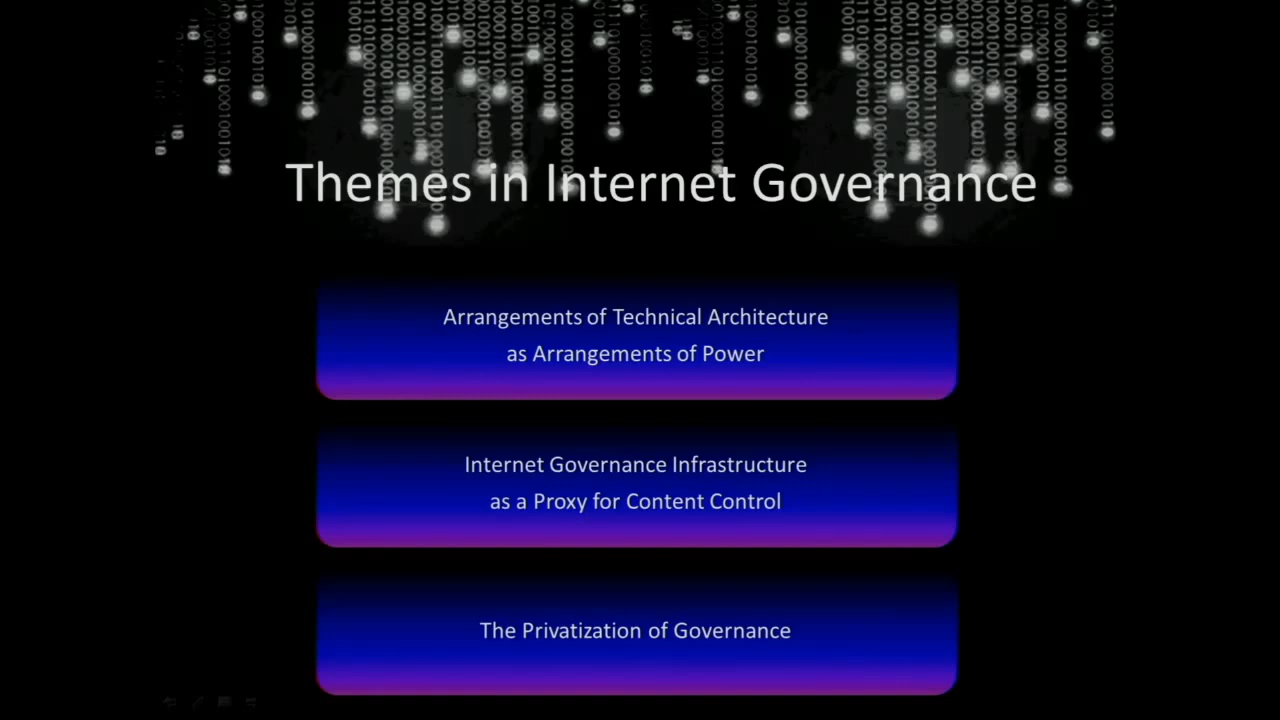 Themes in Internet Governance
Arrangements of Technical Architecture
as Arrangements of Power
Internet Governance Infrastructure
as a Proxy for Content Control
The Privatization of Governance